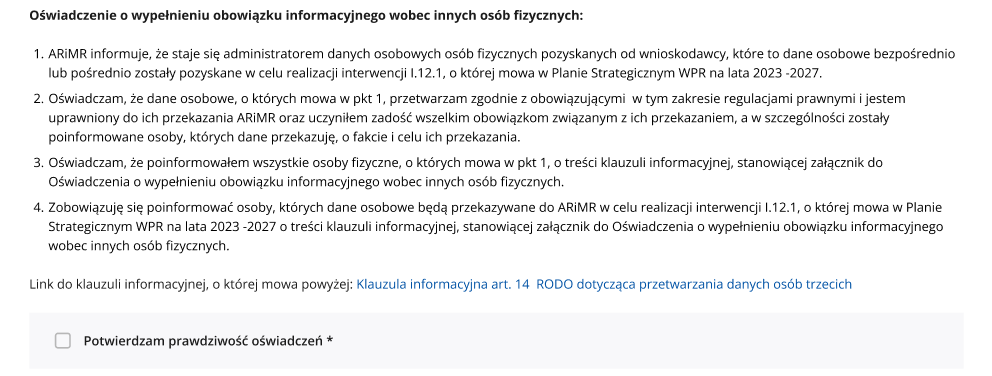 Oświadczenie o wypełnieniu obowiązku informacyjnego wobec innych osób fizycznych:
1. ARiMR informuje, że staje się administratorem danych osobowych osób fizycznych pozyskanych od wnioskodawcy, które to dane osobowe bezpośrednio
lub pośrednio zostały pozyskane w celu realizacji interwencji I.12.1, o której mowa w Planie Strategicznym WPR na lata 2023 -2027.
2. Oświadczam, że dane osobowe, o których mowa w pkt 1, przetwarzam zgodnie z obowiązującymi  w tym zakresie regulacjami prawnymi i jestem
uprawniony do ich przekazania ARiMR oraz uczyniłem zadość wszelkim obowiązkom związanym z ich przekazaniem, a w szczególności zostały
poinformowane osoby, których dane przekazuję, o fakcie i celu ich przekazania.
3. Oświadczam, że poinformowałem wszystkie osoby fizyczne, o których mowa w pkt 1, o treści klauzuli informacyjnej, stanowiącej załącznik do
Oświadczenia o wypełnieniu obowiązku informacyjnego wobec innych osób fizycznych.
4. Zobowiązuję się poinformować osoby, których dane osobowe będą przekazywane do ARiMR w celu realizacji interwencji I.12.1, o której mowa w Planie
Strategicznym WPR na lata 2023 -2027 o treści klauzuli informacyjnej, stanowiącej załącznik do Oświadczenia o wypełnieniu obowiązku informacyjnego
wobec innych osób fizycznych.
Link do klauzuli informacyjnej, o której mowa powyżej: Klauzula informacyjna art. 14  RODO dotycząca przetwarzania danych osób trzecich
Potwierdzam prawdziwość oświadczeń *